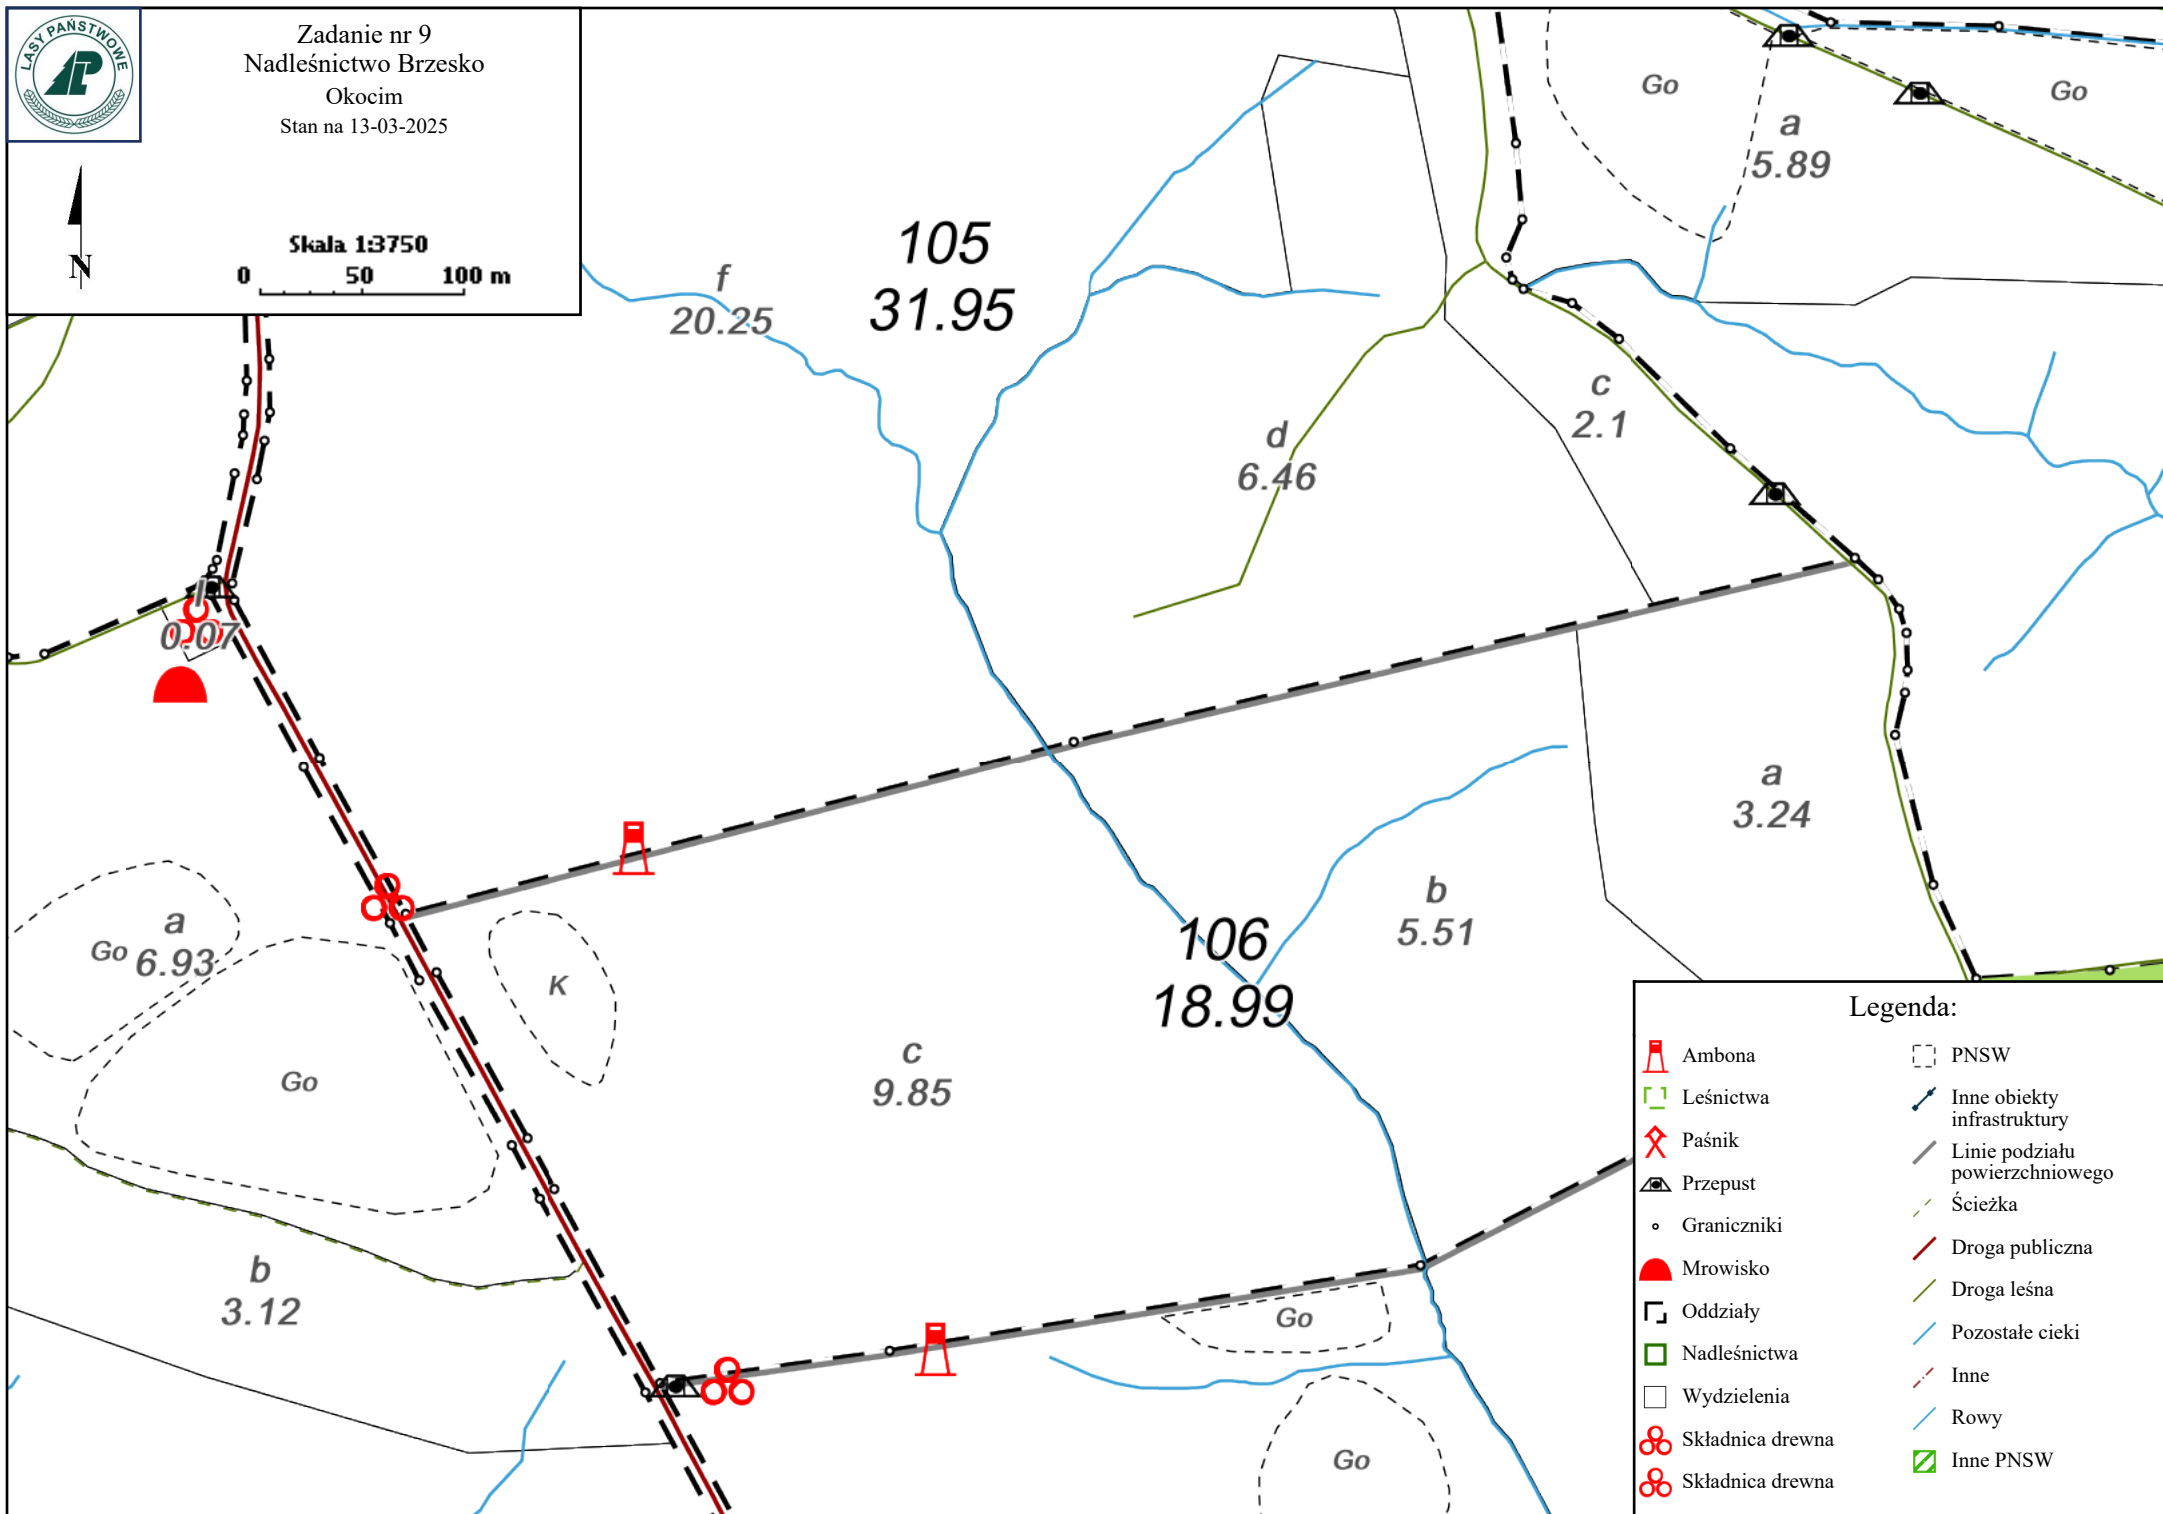 LASY PAŃSTWOWE
Zadanie nr 9
Nadleśnictwo Brzesko
Okocim
Stan na 13-03-2025
N
Skala 1:3750
0 50 100 m
Go
Go
a
5.89
105
31.95
f
20.25
c
2.1
d
6.46
l
0.07
a
3.24
b
5.51
106
18.99
a
Go 6.93
K
Go
c
9.85
b
3.12
Go
Go
Legenda:
Ambona
Leśnictwa
Paśnik
Przepust
Graniczniki
Mrowisko
Oddziały
Nadleśnictwa
Wydzielenia
Składnica drewna
Składnica drewna
PNSW
Inne obiekty
infrastruktury
Linie podziału
powierzchniowego
Ścieżka
Droga publiczna
Droga leśna
Pozostałe cieki
Inne
Rowy
Inne PNSW